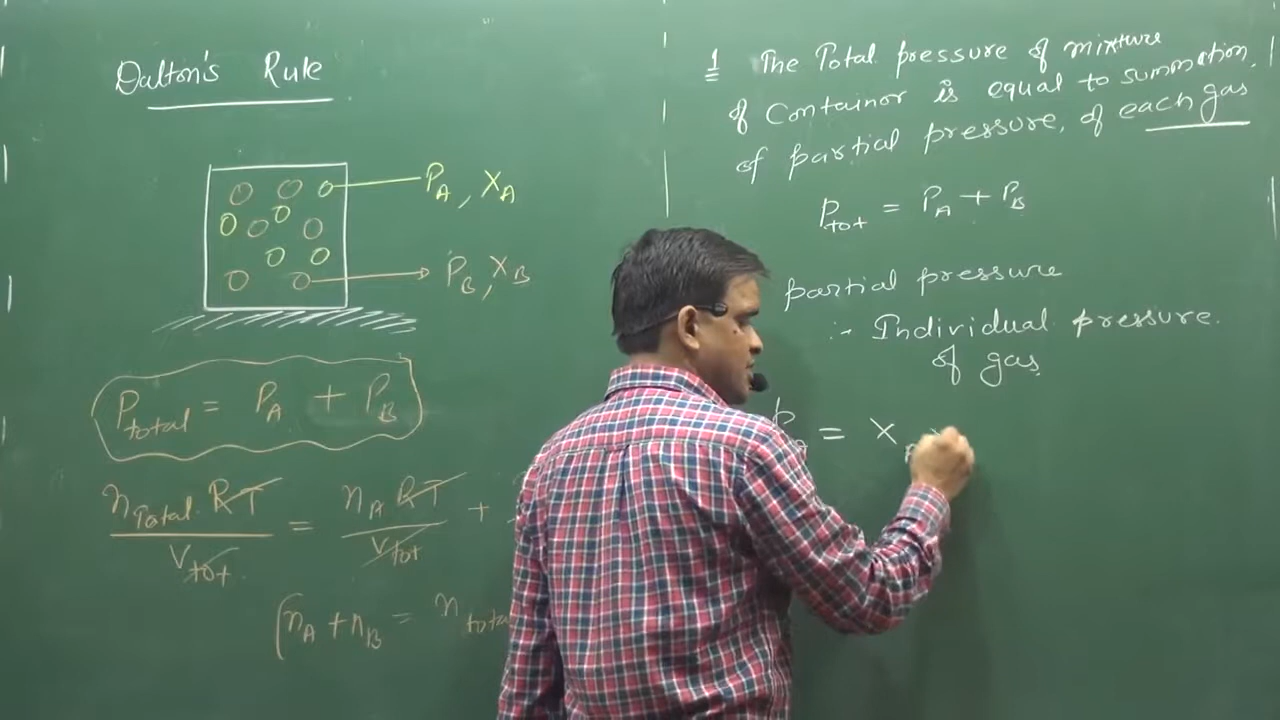 Dalton's Rule
P_A, X_A
P_B, X_B
P_total = P_A + P_B
n_Total. RT / V_tot = n_A RT / V_tot +
n_A + n_B = n_total
1 The Total pressure of mixture
of Containor is equal to summation
of partial pressure, of each gas
P_tot = P_A + P_B
partial pressure
:- Individual pressure.
of gas
= X